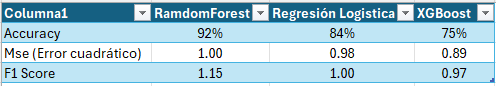 Columna1 RamdomForest Regresión Logistica XGBoost
Accuracy 92% 84% 75%
Mse (Error cuadrático) 1.00 0.98 0.89
F1 Score 1.15 1.00 0.97